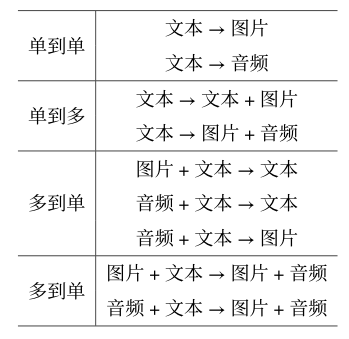 单到单
文本 → 图片
文本 → 音频
单到多
文本 → 文本 + 图片
文本 → 图片 + 音频
多到单
图片 + 文本 → 文本
音频 + 文本 → 文本
音频 + 文本 → 图片
多到单
图片 + 文本 → 图片 + 音频
音频 + 文本 → 图片 + 音频